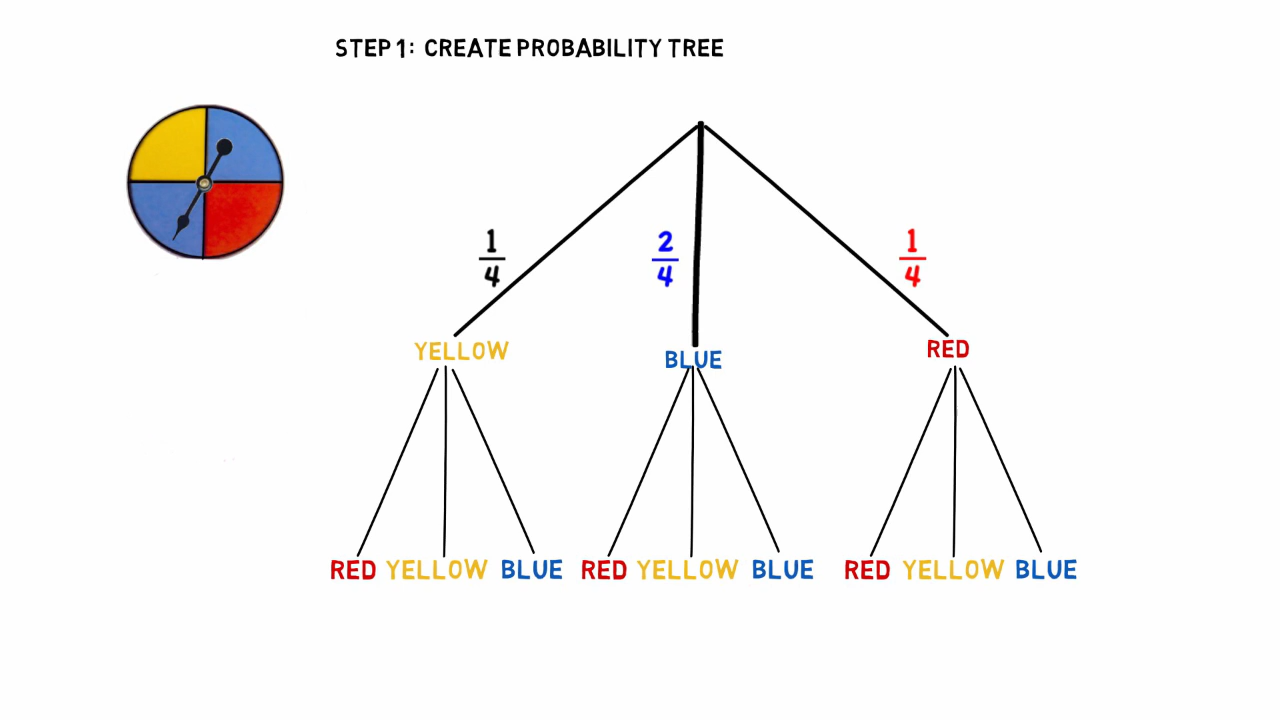 STEP 1: CREATE PROBABILITY TREE
1/4 2/4 1/4
YELLOW BLUE RED
RED YELLOW BLUE RED YELLOW BLUE RED YELLOW BLUE